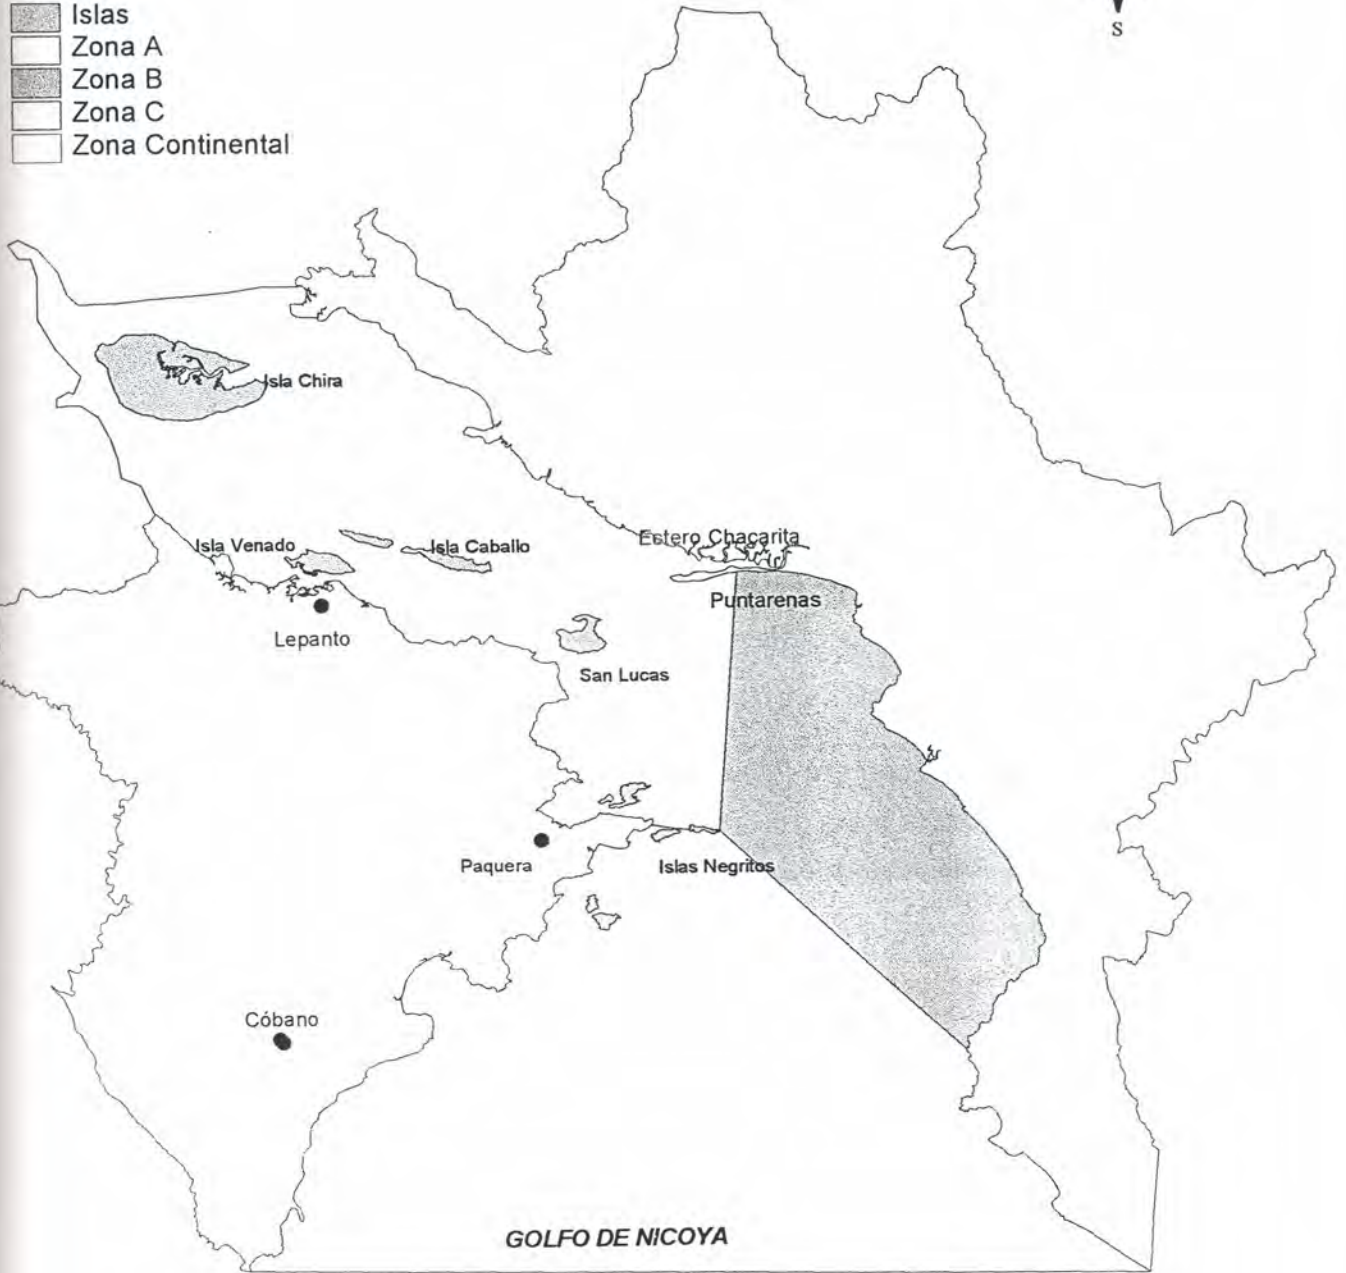 Islas
Zona A
Zona B
Zona C
Zona Continental
S
Isla Chira
Isla Venado
Isla Caballo
Estero Chacarita
Puntarenas
Lepanto
San Lucas
Paquera
Islas Negritos
Cóbano
GOLFO DE NICOYA